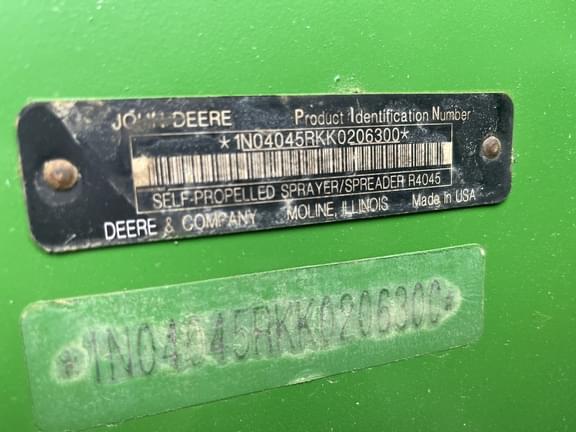 JOHN DEERE Product Identification Number
*1N04045RKK0206300*
SELF-PROPELLED SPRAYER/SPREADER R4045
DEERE & COMPANY MOLINE, ILLINOIS Made in USA
*1N04045RKK0206300*